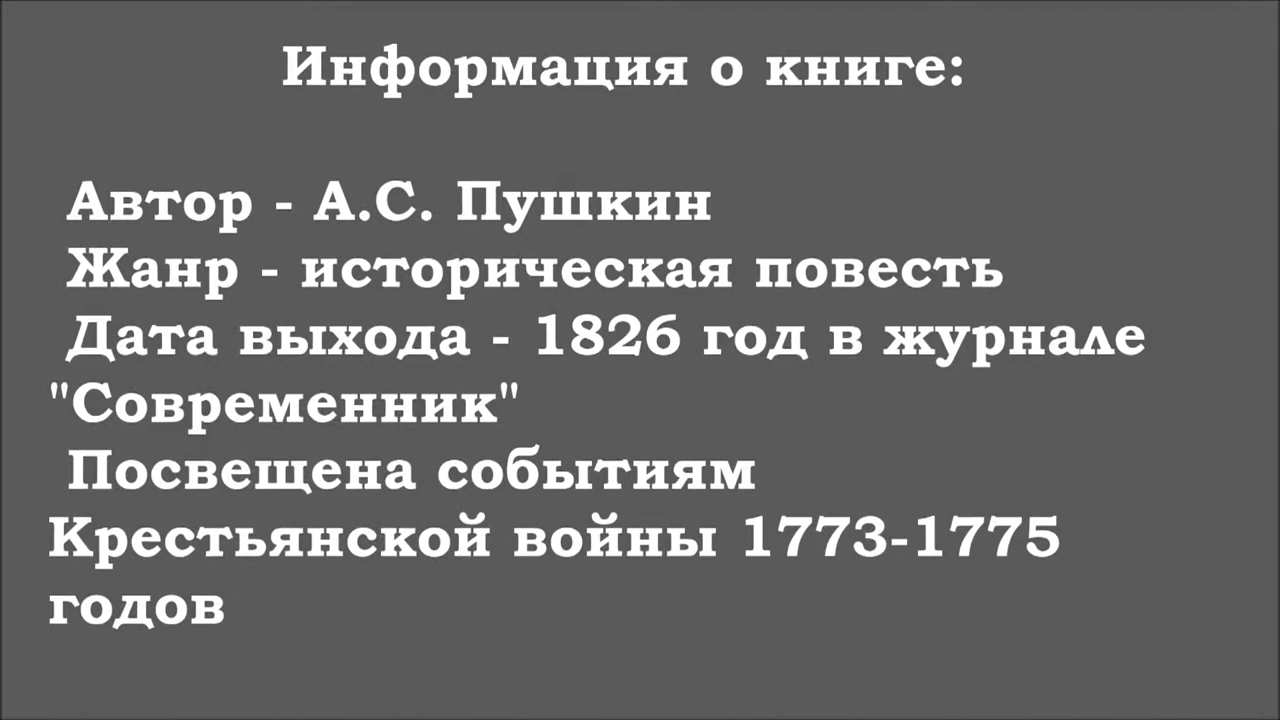 Информация о книге:
Автор - А.С. Пушкин
Жанр - историческая повесть
Дата выхода - 1826 год в журнале
"Современник"
Посвещена событиям
Крестьянской войны 1773-1775
годов